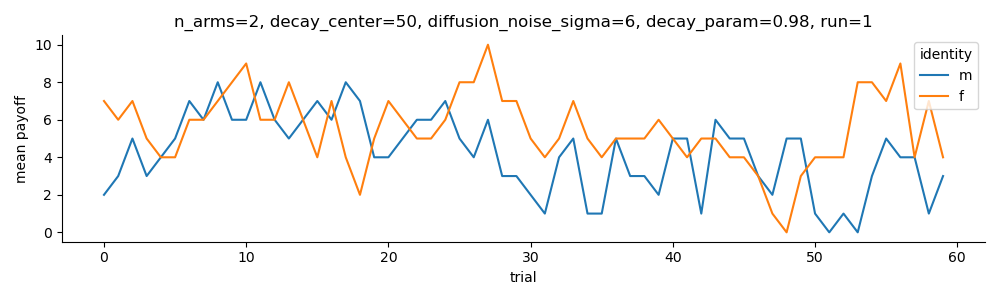 n_arms=2, decay_center=50, diffusion_noise_sigma=6, decay_param=0.98, run=1
identity
m
f
mean payoff
10
8
6
4
2
0
0 10 20 30 40 50 60
trial